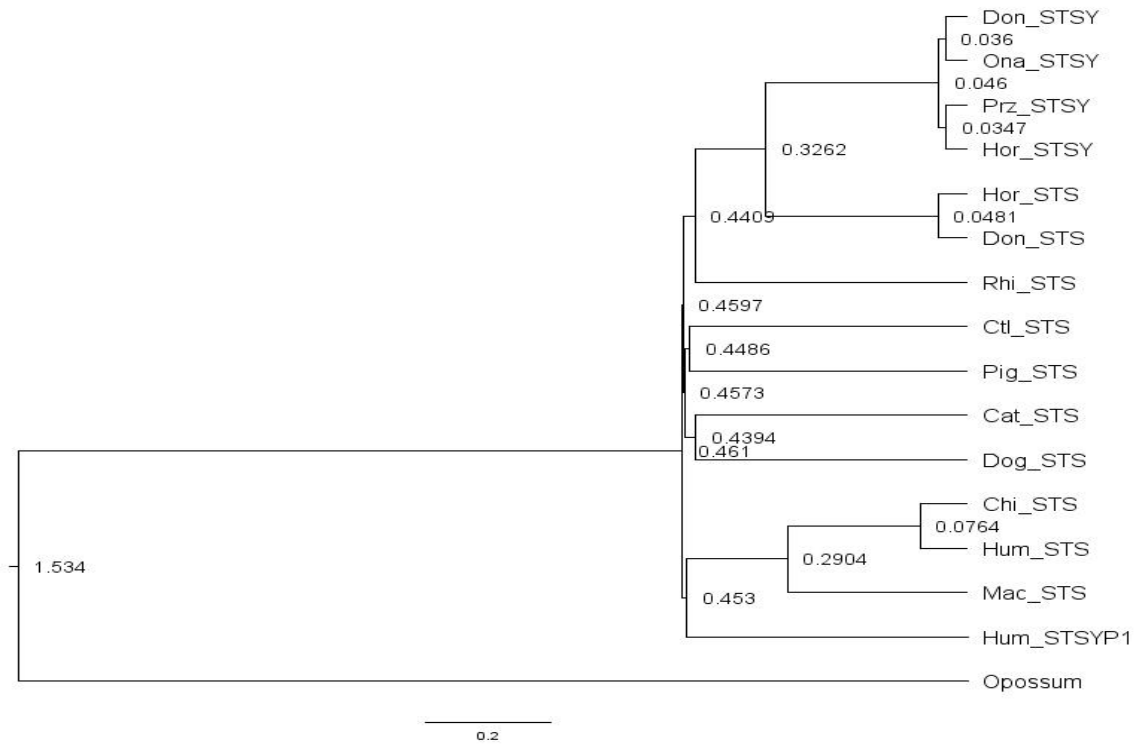 Don_STSY
0.036
Ona_STSY
0.046
Prz_STSY
0.0347
Hor_STSY
0.3262
Hor_STS
0.4409
0.0481
Don_STS
Rhi_STS
0.4597
Ctl_STS
0.4486
Pig_STS
0.4573
Cat_STS
0.4394
0.461
Dog_STS
Chi_STS
0.0764
Hum_STS
0.2904
1.534
Mac_STS
0.453
Hum_STSYP1
Opossum
0.2